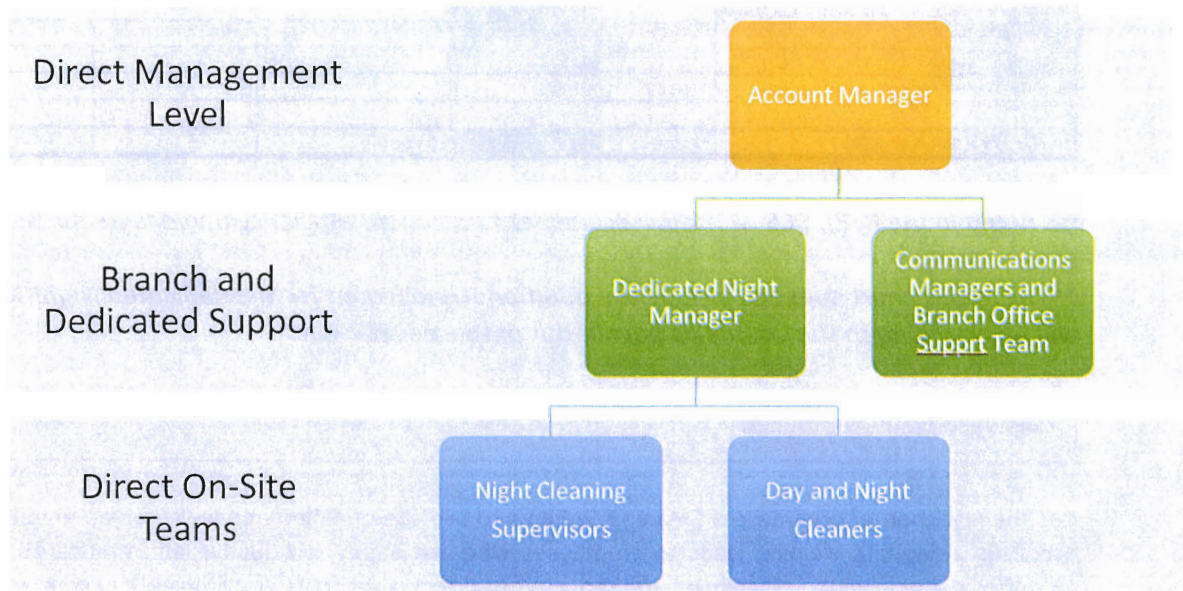 Direct Management
Level
Account Manager
Branch and
Dedicated Support
Dedicated Night
Manager
Communications
Managers and
Branch Office
Supprt Team
Direct On-Site
Teams
Night Cleaning
Supervisors
Day and Night
Cleaners